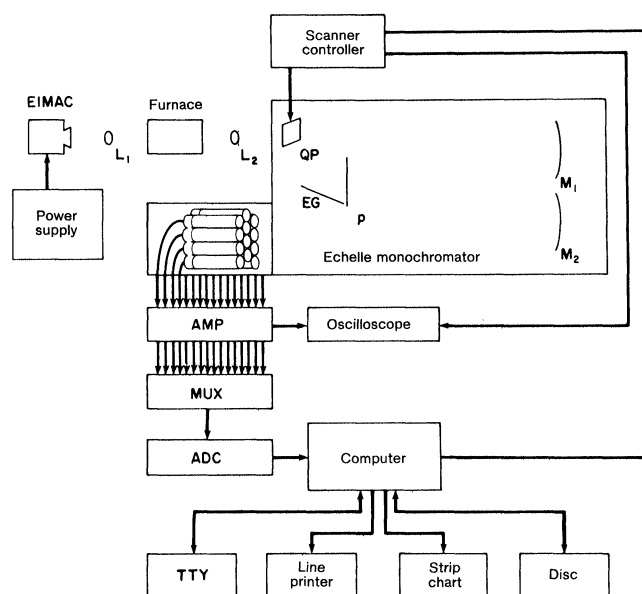 Scanner
controller
EIMAC
Furnace
L1
L2
QP
EG
P
M1
M2
Power
supply
Echelle monochromator
AMP
Oscilloscope
MUX
ADC
Computer
TTY
Line
printer
Strip
chart
Disc